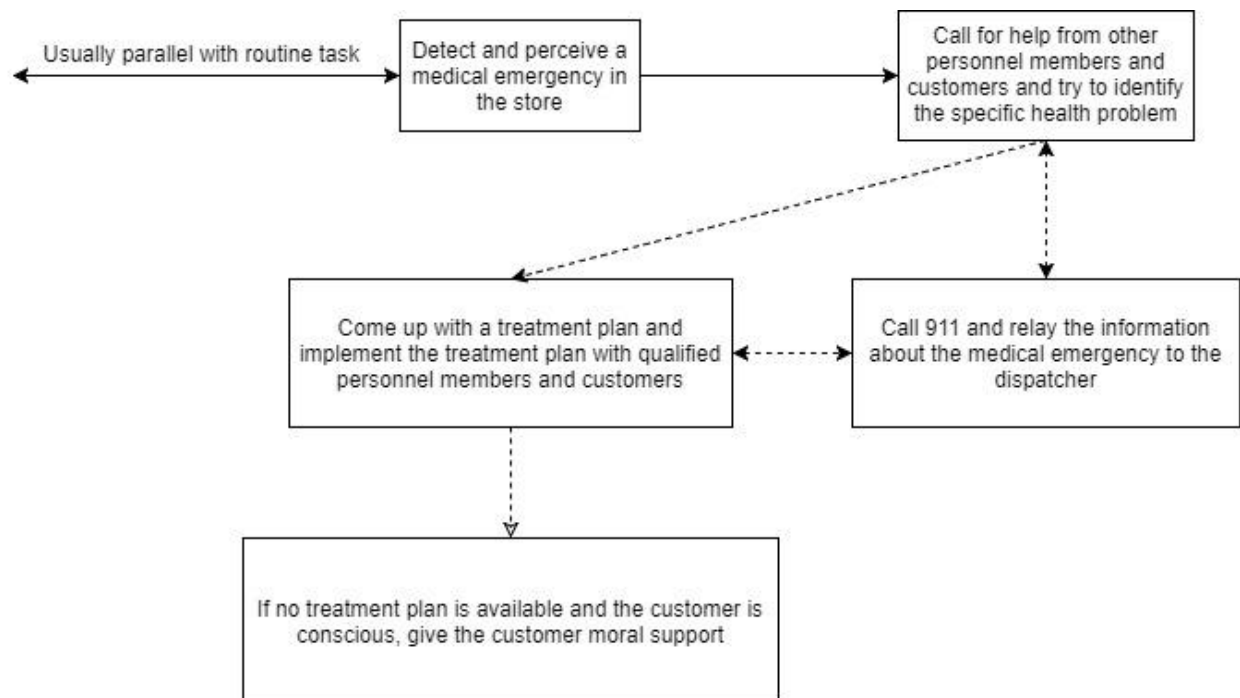 Usually parallel with routine task
Detect and perceive a
medical emergency in
the store
Call for help from other
personnel members and
customers and try to identify
the specific health problem
Come up with a treatment plan and
implement the treatment plan with qualified
personnel members and customers
Call 911 and relay the information
about the medical emergency to the
dispatcher
If no treatment plan is available and the customer is
conscious, give the customer moral support